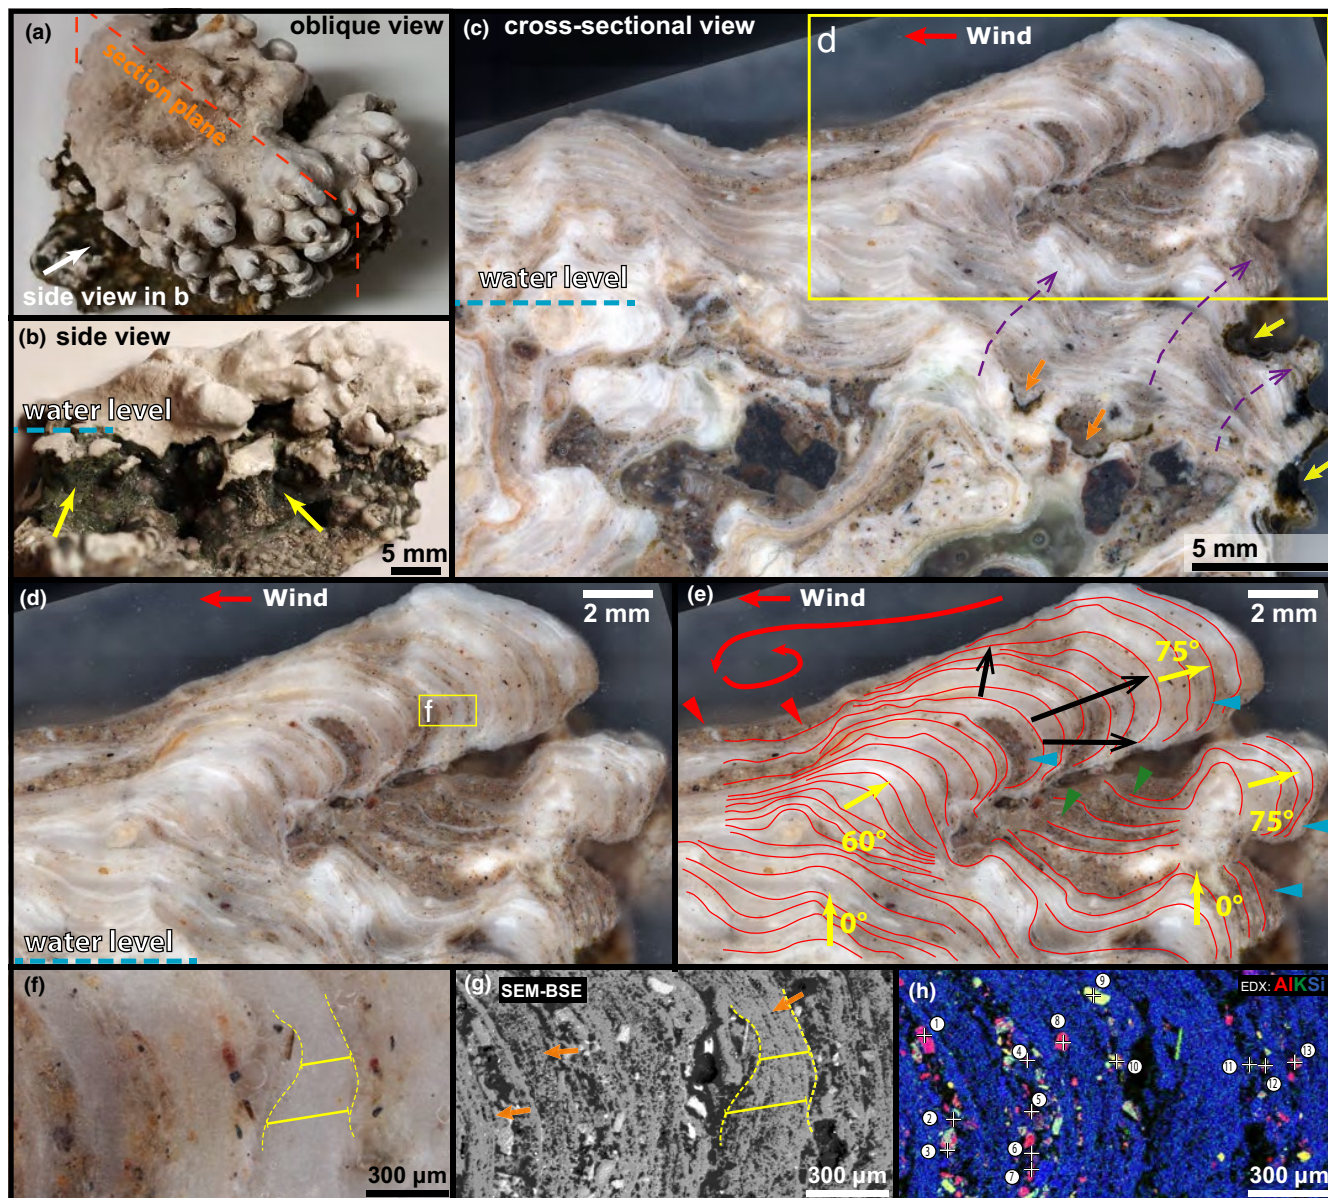 (a)
oblique view
section plane
side view in b
(b) side view
water level
5 mm
(c) cross-sectional view
d
Wind
water level
5 mm
(d)
Wind
2 mm
f
water level
(e)
Wind
2 mm
75°
60°
75°
0°
0°
(f)
300 µm
(g) SEM-BSE
300 µm
(h)
EDX: AlKSi
1
2
3
4
5
6
7
8
9
10
11
12
13
300 µm